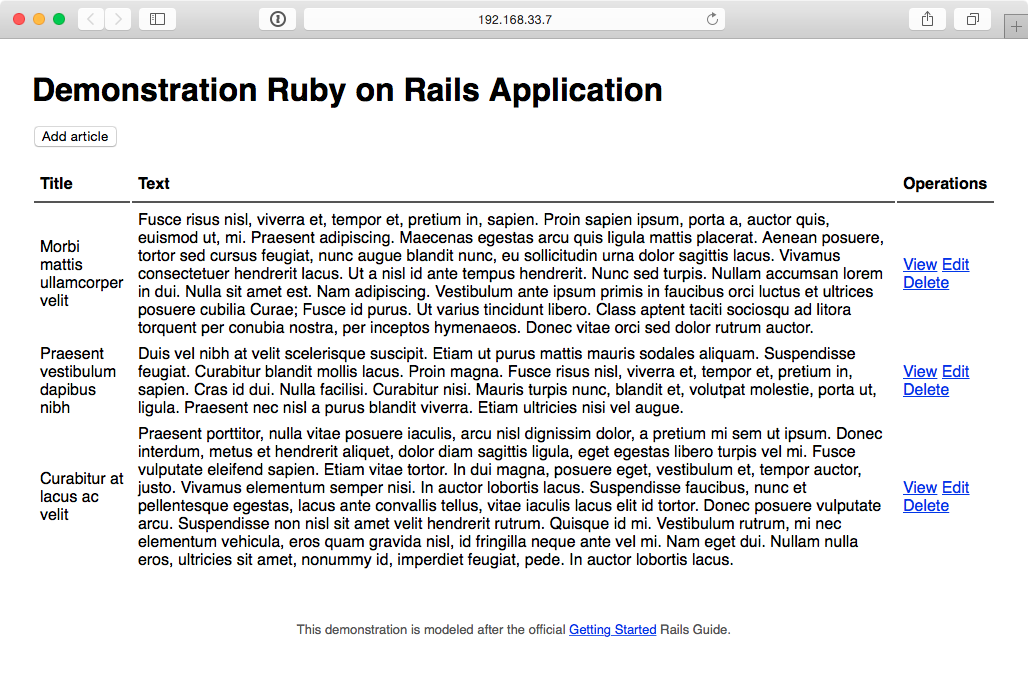 192.168.33.7
Demonstration Ruby on Rails Application
Add article
Title Text Operations
Morbi
mattis
ullamcorper
velit
Fusce risus nisl, viverra et, tempor et, pretium in, sapien. Proin sapien ipsum, porta a, auctor quis,
euismod ut, mi. Praesent adipiscing. Maecenas egestas arcu quis ligula mattis placerat. Aenean posuere,
tortor sed cursus feugiat, nunc augue blandit nunc, eu sollicitudin urna dolor sagittis lacus. Vivamus
consectetuer hendrerit lacus. Ut a nisl id ante tempus hendrerit. Nunc sed turpis. Nullam accumsan lorem
in dui. Nulla sit amet est. Nam adipiscing. Vestibulum ante ipsum primis in faucibus orci luctus et ultrices
posuere cubilia Curae; Fusce id purus. Ut varius tincidunt libero. Class aptent taciti sociosqu ad litora
torquent per conubia nostra, per inceptos hymenaeos. Donec vitae orci sed dolor rutrum auctor.
View Edit
Delete
Praesent
vestibulum
dapibus
nibh
Duis vel nibh at velit scelerisque suscipit. Etiam ut purus mattis mauris sodales aliquam. Suspendisse
feugiat. Curabitur blandit mollis lacus. Proin magna. Fusce risus nisl, viverra et, tempor et, pretium in,
sapien. Cras id dui. Nulla facilisi. Curabitur nisi. Mauris turpis nunc, blandit et, volutpat molestie, porta ut,
ligula. Praesent nec nisl a purus blandit viverra. Etiam ultricies nisi vel augue.
View Edit
Delete
Curabitur at
lacus ac
velit
Praesent porttitor, nulla vitae posuere iaculis, arcu nisl dignissim dolor, a pretium mi sem ut ipsum. Donec
interdum, metus et hendrerit aliquet, dolor diam sagittis ligula, eget egestas libero turpis vel mi. Fusce
vulputate eleifend sapien. Etiam vitae tortor. In dui magna, posuere eget, vestibulum et, tempor auctor,
justo. Vivamus elementum semper nisi. In auctor lobortis lacus. Suspendisse faucibus, nunc et
pellentesque egestas, lacus ante convallis tellus, vitae iaculis lacus elit id tortor. Donec posuere vulputate
arcu. Suspendisse non nisl sit amet velit hendrerit rutrum. Quisque id mi. Vestibulum rutrum, mi nec
elementum vehicula, eros quam gravida nisl, id fringilla neque ante vel mi. Nam eget dui. Nullam nulla
eros, ultricies sit amet, nonummy id, imperdiet feugiat, pede. In auctor lobortis lacus.
View Edit
Delete
This demonstration is modeled after the official Getting Started Rails Guide.